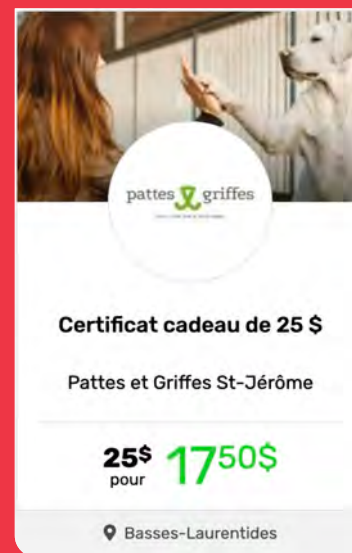 pattes griffes
Certificat cadeau de 25 $
Pattes et Griffes St-Jérôme
25$ pour 1750$
Basses-Laurentides